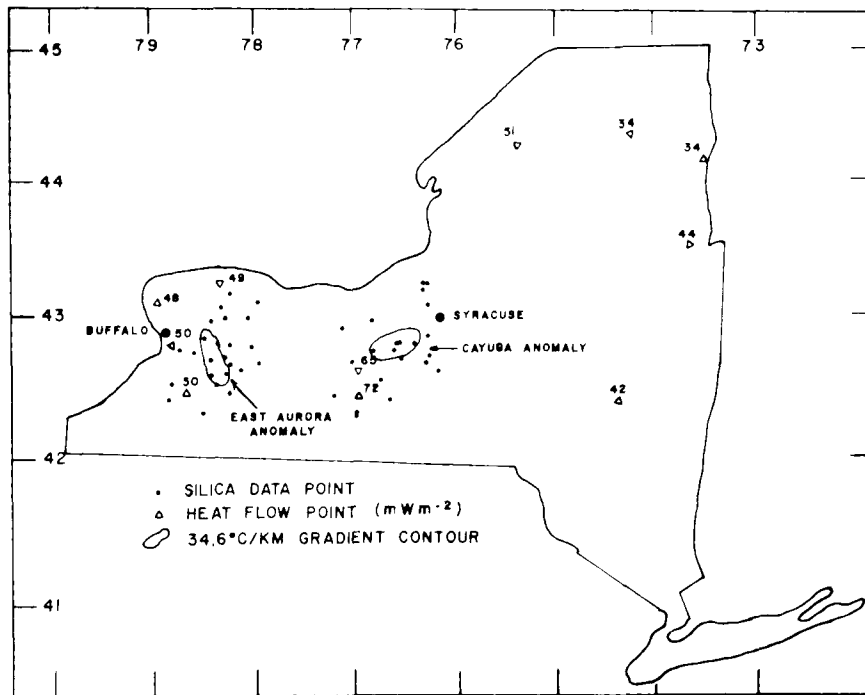 79 78 77 76 73
45
51 34
34
44
43
44
49
48
43
SYRACUSE
BUFFALO 50
CAYUGA ANOMALY
65
50 72
42
EAST AURORA
ANOMALY
42
SILICA DATA POINT
HEAT FLOW POINT (mWm-2)
34.6°C/KM GRADIENT CONTOUR
41